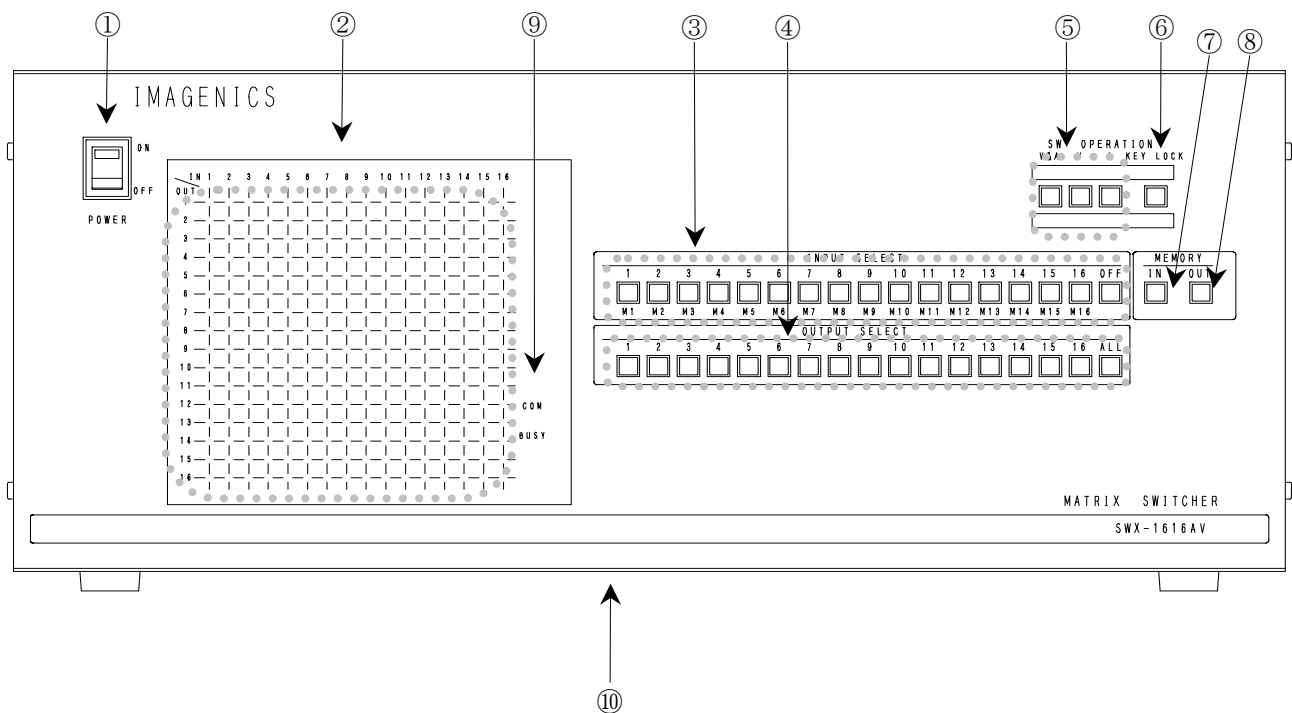 ① ② ⑨ ③ ④ ⑤ ⑥ ⑦ ⑧
IMAGENICS
ON
OFF
POWER
IN 1 2 3 4 5 6 7 8 9 10 11 12 13 14 15 16
OUT
1
2
3
4
5
6
7
8
9
10
11
12
13
14
15
16
COM
BUSY
OPERATION
KEY LOCK
INPUT SELECT
1 2 3 4 5 6 7 8 9 10 11 12 13 14 15 16 OFF
M1 M2 M3 M4 M5 M6 M7 M8 M9 M10 M11 M12 M13 M14 M15 M16
MEMORY
IN OUT
OUTPUT SELECT
1 2 3 4 5 6 7 8 9 10 11 12 13 14 15 16 ALL
MATRIX SWITCHER
SWX-1616AV
⑩